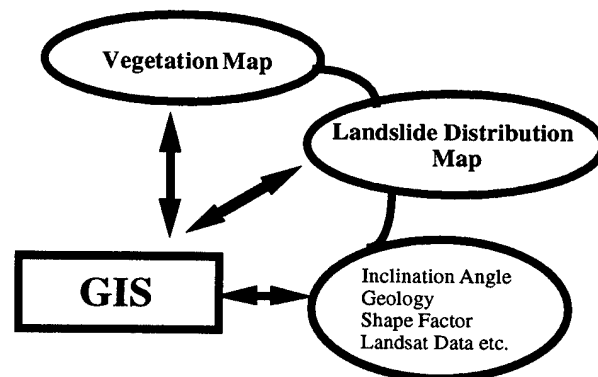 Vegetation Map
Landslide Distribution
Map
GIS
Inclination Angle
Geology
Shape Factor
Landsat Data etc.